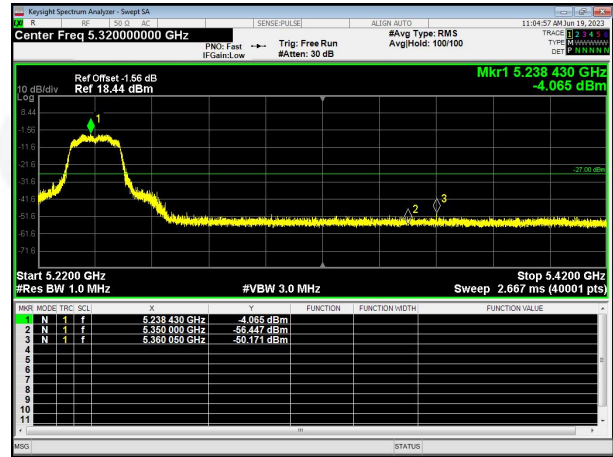 Keysight Spectrum Analyzer - Swept SA
R RF 50 Ω AC SENSE:PULSE ALIGN AUTO 11:04:57 AM Jun 19, 2023
Center Freq 5.320000000 GHz
PNO: Fast
IFGain:Low
Trig: Free Run
#Atten: 30 dB
#Avg Type: RMS
Avg|Hold: 100/100
TRACE 1 2 3 4 5 6
TYPE M W W W W W
DET P N N N N N
Mkr1 5.238 430 GHz
-4.065 dBm
Ref Offset -1.56 dB
10 dB/div Ref 18.44 dBm
Log
8.44
-1.56
-11.6
-21.6
-31.6
-41.6
-51.6
-61.6
-71.6
1
2
3
-27.00 dBm
Start 5.2200 GHz Stop 5.4200 GHz
#Res BW 1.0 MHz #VBW 3.0 MHz Sweep 2.667 ms (40001 pts)
MKR MODE TRC SCL X Y FUNCTION FUNCTION WIDTH FUNCTION VALUE
1 N 1 f 5.238 430 GHz -4.065 dBm
2 N 1 f 5.350 000 GHz -56.447 dBm
3 N 1 f 5.360 050 GHz -50.171 dBm
4
5
6
7
8
9
10
11
MSG STATUS